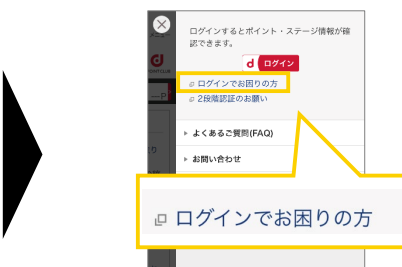 ログインするとポイント・ステージ情報が確
認できます。
d ログイン
ログインでお困りの方
2段階認証のお願い
よくあるご質問(FAQ)
お問い合わせ
ログインでお困りの方